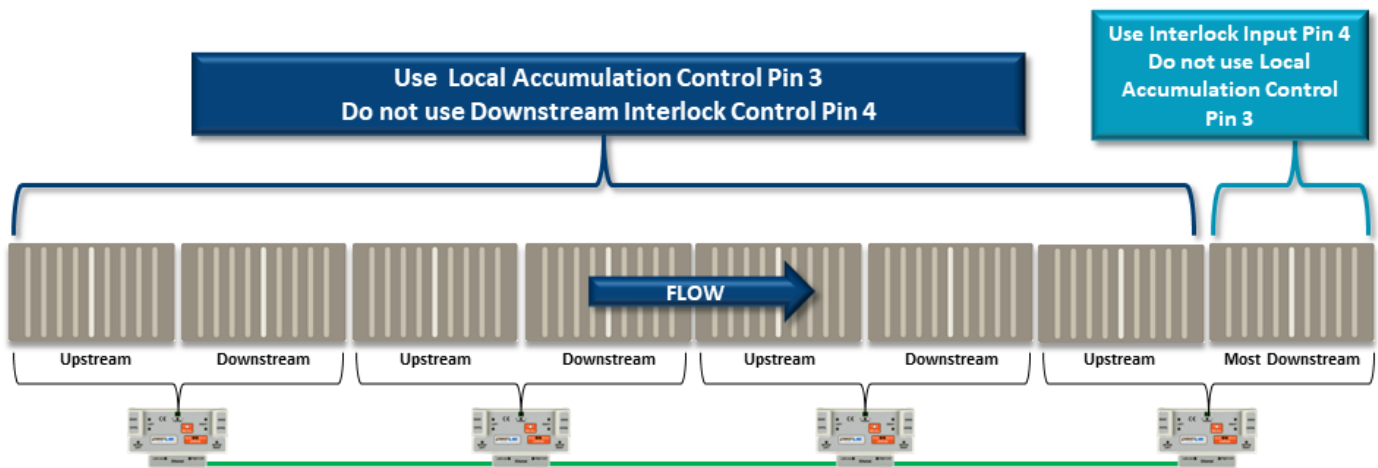 Use Local Accumulation Control Pin 3
Do not use Downstream Interlock Control Pin 4
Use Interlock Input Pin 4
Do not use Local
Accumulation Control
Pin 3
FLOW
Upstream
Downstream
Upstream
Downstream
Upstream
Downstream
Upstream
Most Downstream